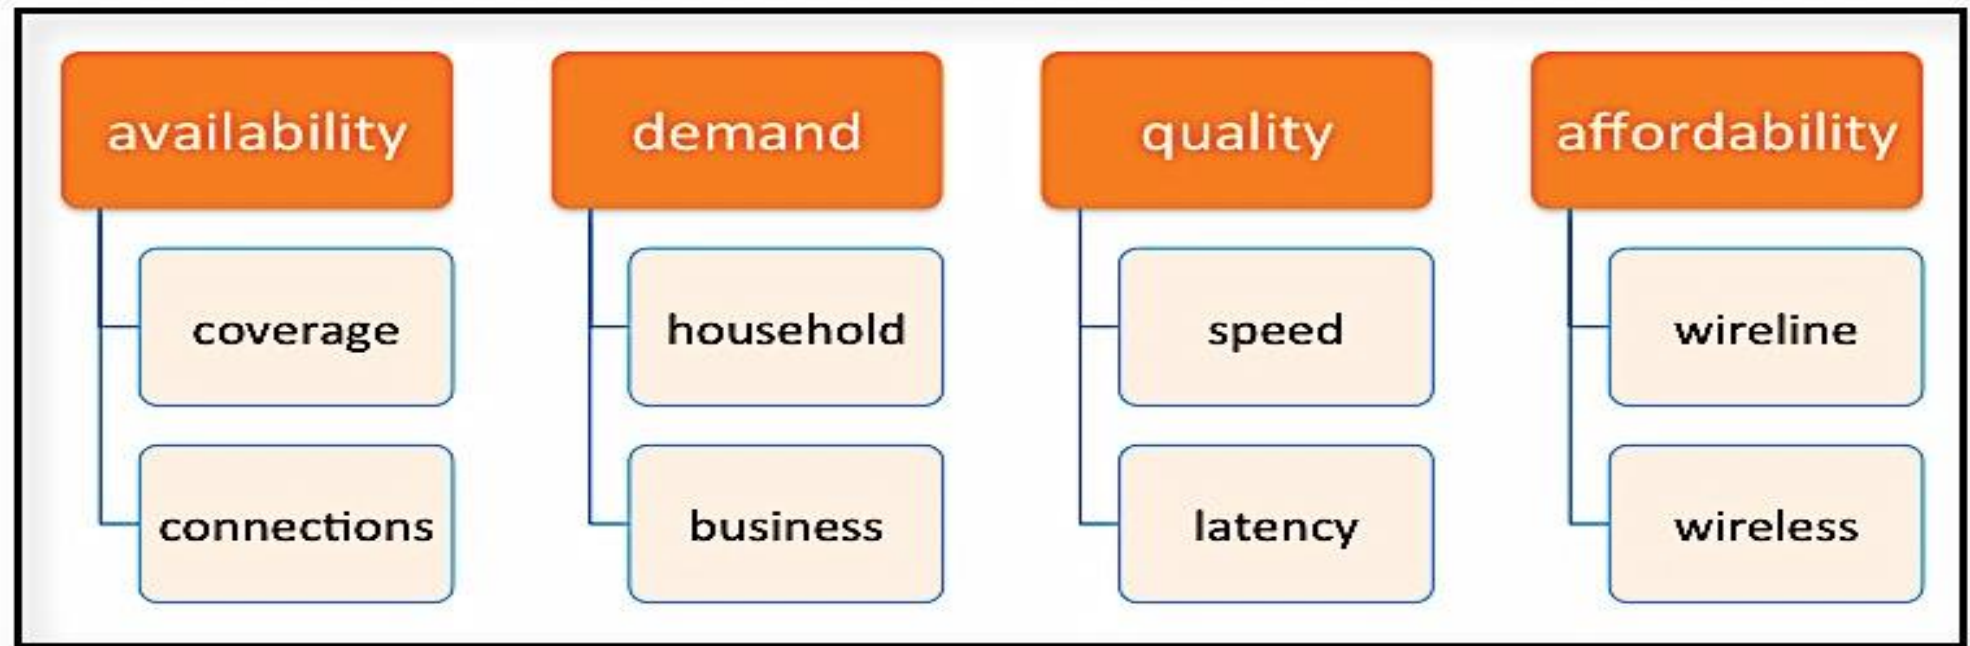 availability
coverage
connections
demand
household
business
quality
speed
latency
affordability
wireline
wireless